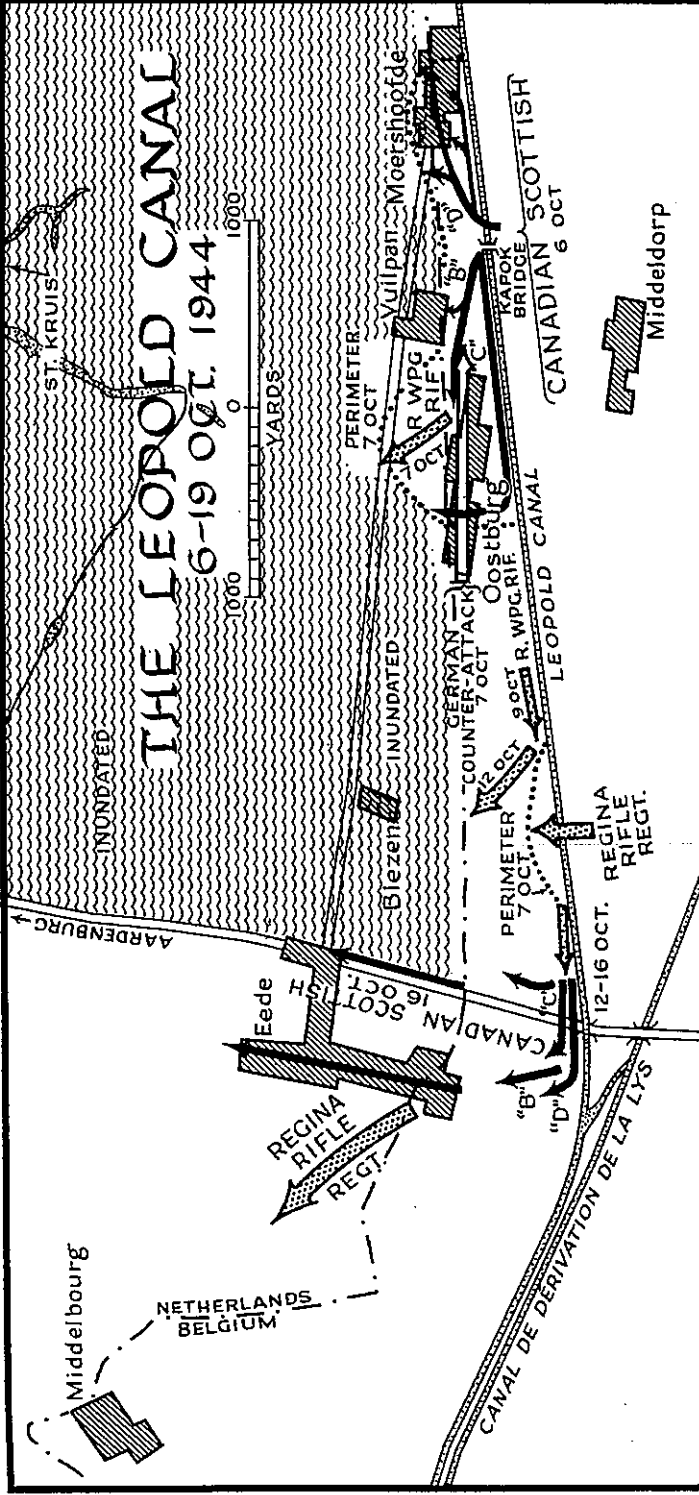 THE LEOPOLD CANAL
6-19 OCT. 1944
1000 0 1000
YARDS
ST. KRUIS
INUNDATED
AARDENBURG
Middelbourg
NETHERLANDS
BELGIUM
Eede
REGINA
RIFLE
REGT.
CANADIAN SCOTTISH
16 OCT.
Biezen
INUNDATED
PERIMETER
7 OCT
R WPG
RIF
7 OCT
Vuilpan
Moershoofde
"B"
"D"
"C"
GERMAN
COUNTER-ATTACK
7 OCT
Oostburg
KAPOK
BRIDGE
CANADIAN SCOTTISH
6 OCT
Middeldorp
LEOPOLD CANAL
9 OCT R. WPG.RIF.
12 OCT
PERIMETER
7 OCT
REGINA
RIFLE
REGT.
12-16 OCT.
"C"
"B"
"D"
CANAL DE DÉRIVATION DE LA LYS